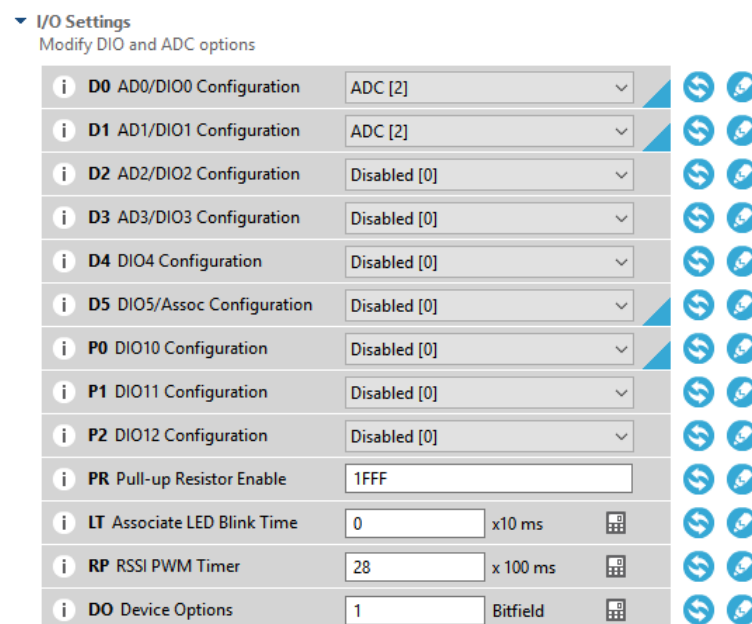 I/O Settings
Modify DIO and ADC options
i D0 AD0/DIO0 Configuration ADC [2]
i D1 AD1/DIO1 Configuration ADC [2]
i D2 AD2/DIO2 Configuration Disabled [0]
i D3 AD3/DIO3 Configuration Disabled [0]
i D4 DIO4 Configuration Disabled [0]
i D5 DIO5/Assoc Configuration Disabled [0]
i P0 DIO10 Configuration Disabled [0]
i P1 DIO11 Configuration Disabled [0]
i P2 DIO12 Configuration Disabled [0]
i PR Pull-up Resistor Enable 1FFF
i LT Associate LED Blink Time 0 x10 ms
i RP RSSI PWM Timer 28 x 100 ms
i DO Device Options 1 Bitfield